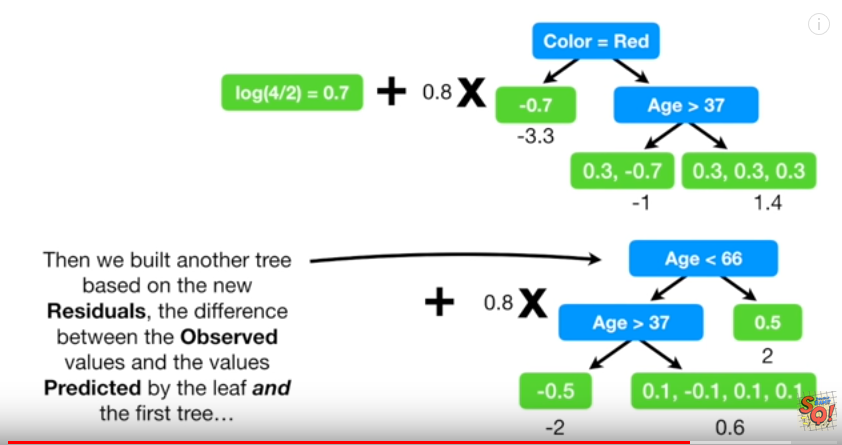 Color = Red
log(4/2) = 0.7 + 0.8 X -0.7 Age > 37
-3.3
0.3, -0.7 0.3, 0.3, 0.3
-1 1.4
Then we built another tree
based on the new
Residuals, the difference
between the Observed
values and the values
Predicted by the leaf and
the first tree…
Age < 66
+ 0.8 X Age > 37 0.5
2
-0.5 0.1, -0.1, 0.1, 0.1
-2 0.6
SQ!